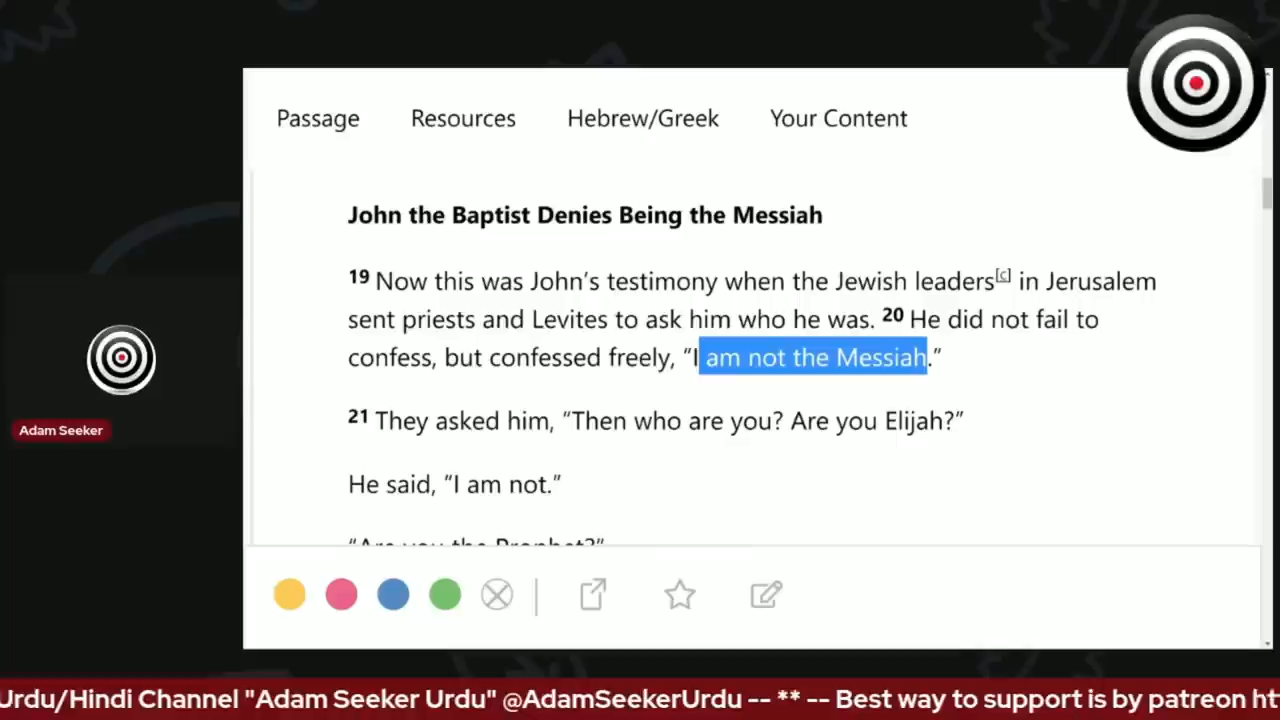 Passage Resources Hebrew/Greek Your Content
John the Baptist Denies Being the Messiah
19 Now this was John’s testimony when the Jewish leaders[c] in Jerusalem
sent priests and Levites to ask him who he was. 20 He did not fail to
confess, but confessed freely, “I am not the Messiah.”
21 They asked him, “Then who are you? Are you Elijah?”
He said, “I am not.”
“Are you the Prophet?”
Adam Seeker
Urdu/Hindi Channel "Adam Seeker Urdu" @AdamSeekerUrdu -- ** -- Best way to support is by patreon ht